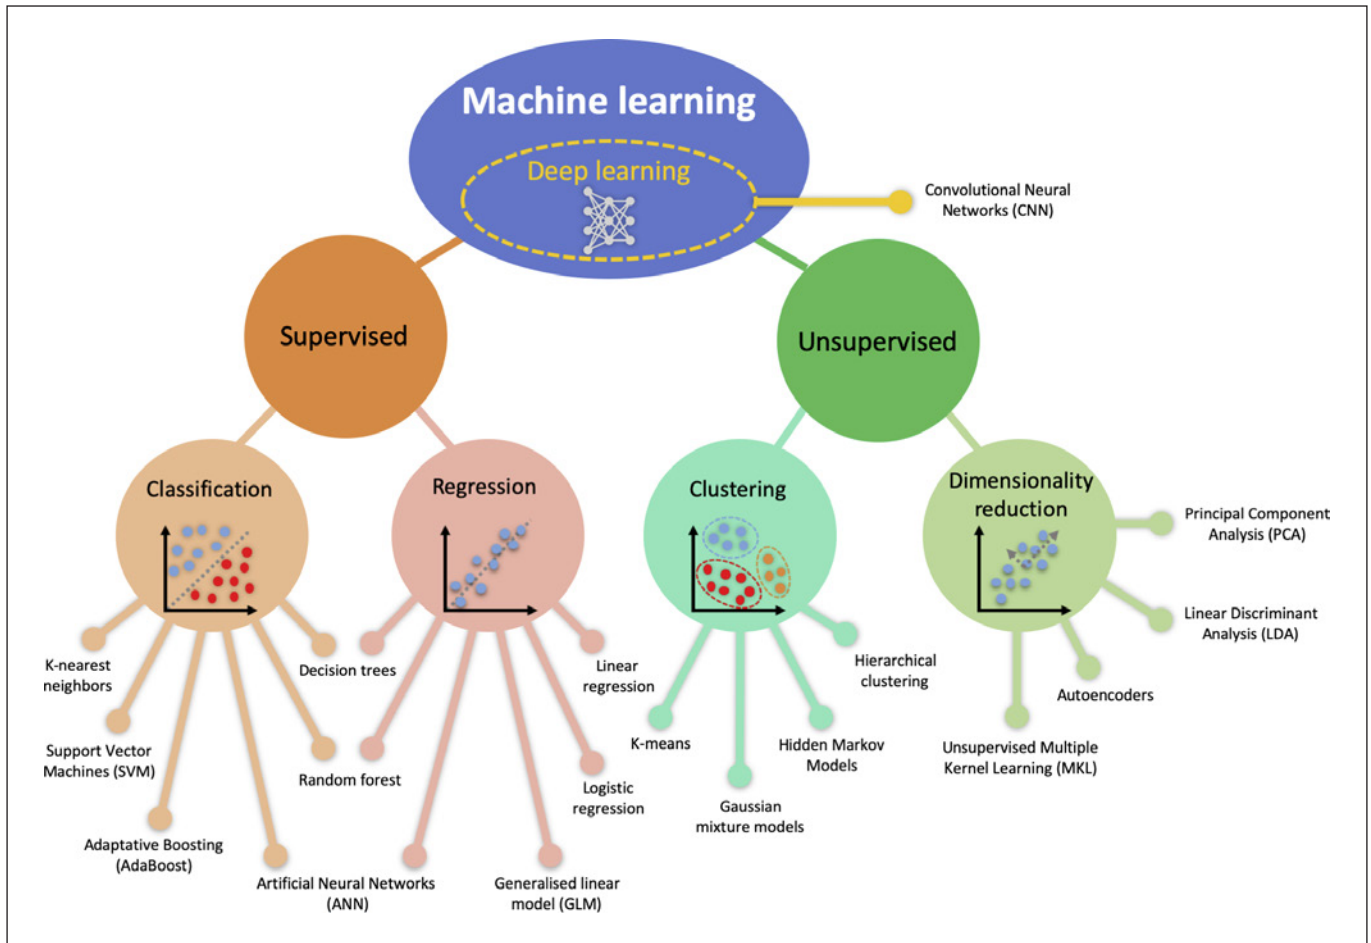 Machine learning
Deep learning
Convolutional Neural
Networks (CNN)
Supervised
Unsupervised
Classification
Regression
Clustering
Dimensionality
reduction
Principal Component
Analysis (PCA)
Linear Discriminant
Analysis (LDA)
Autoencoders
Unsupervised Multiple
Kernel Learning (MKL)
K-nearest
neighbors
Support Vector
Machines (SVM)
Adaptative Boosting
(AdaBoost)
Artificial Neural Networks
(ANN)
Decision trees
Random forest
Linear
regression
Logistic
regression
Generalised linear
model (GLM)
K-means
Gaussian
mixture models
Hidden Markov
Models
Hierarchical
clustering